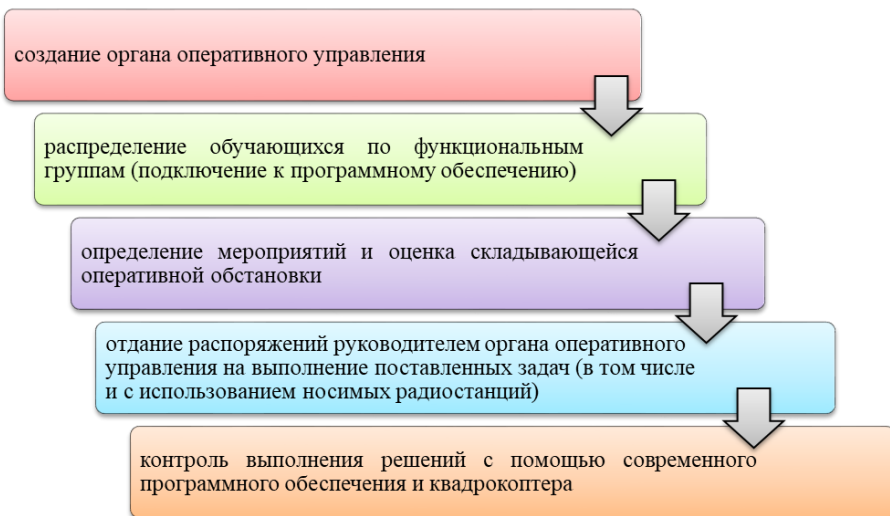 создание органа оперативного управления
распределение обучающихся по функциональным
группам (подключение к программному обеспечению)
определение мероприятий и оценка складывающейся
оперативной обстановки
отдание распоряжений руководителем органа оперативного
управления на выполнение поставленных задач (в том числе
и с использованием носимых радиостанций)
контроль выполнения решений с помощью современного
программного обеспечения и квадрокоптера